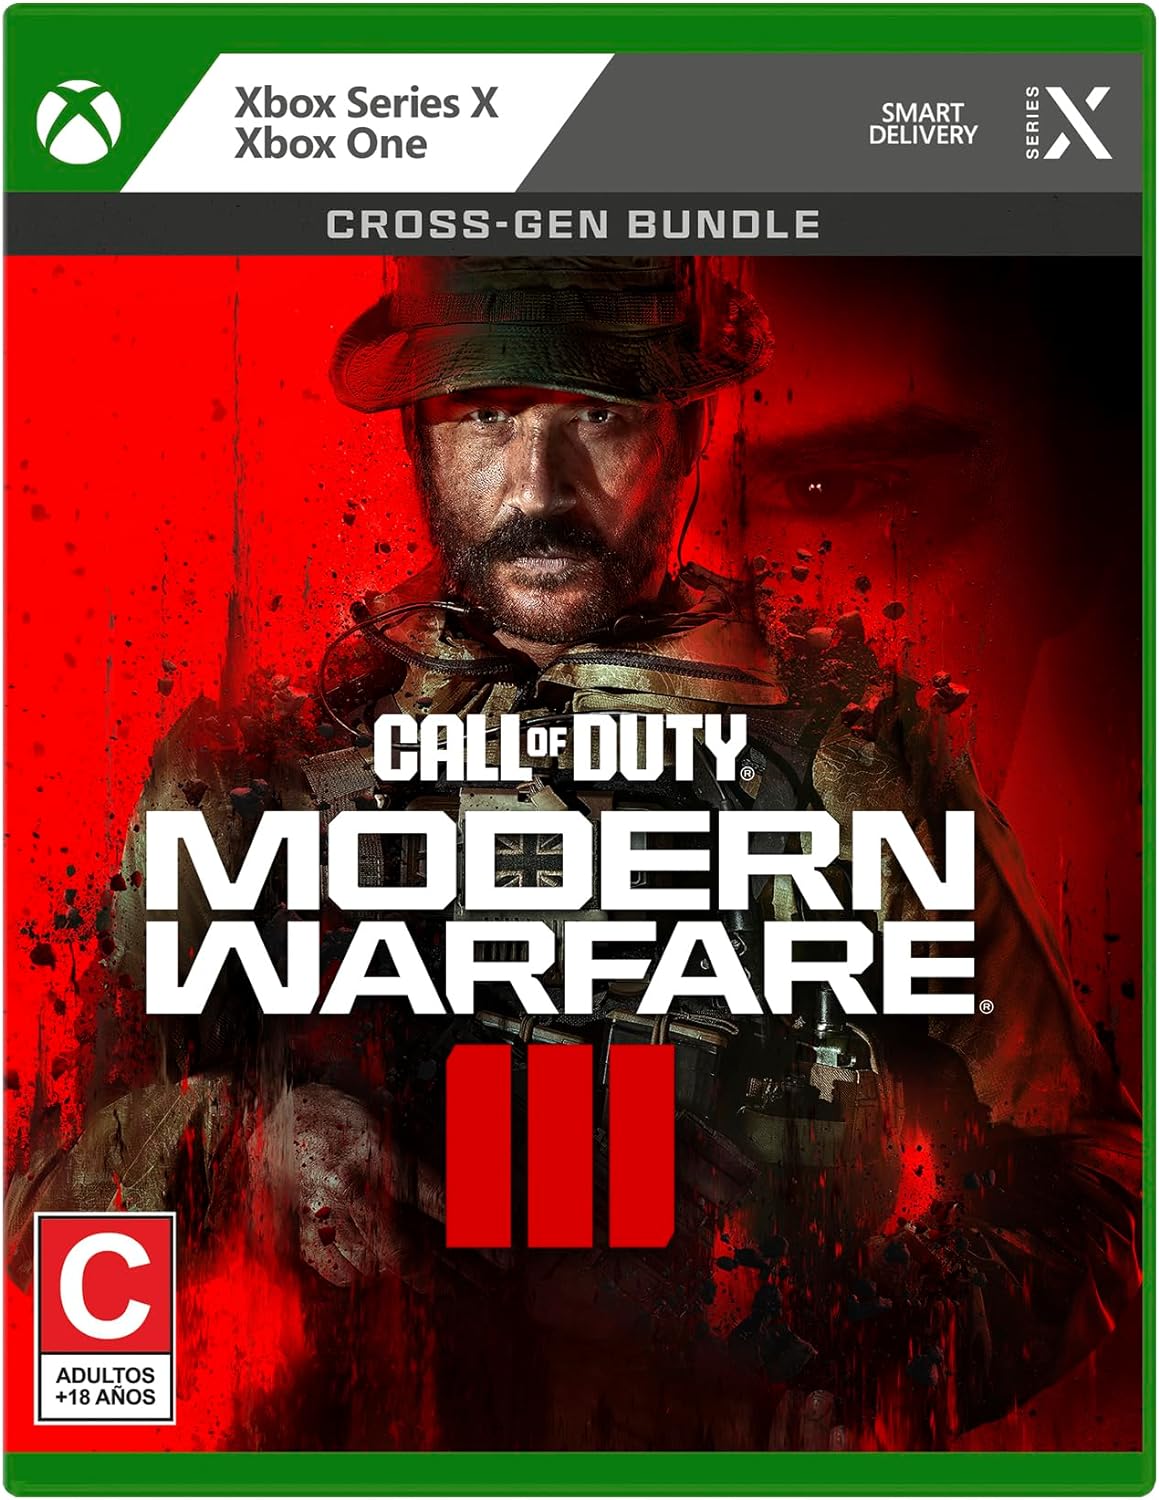 Xbox Series X
Xbox One
SMART
DELIVERY
SERIES
X
CROSS-GEN BUNDLE
CALL OF DUTY®
MODERN
WARFARE®
III
C
ADULTOS
+18 AÑOS